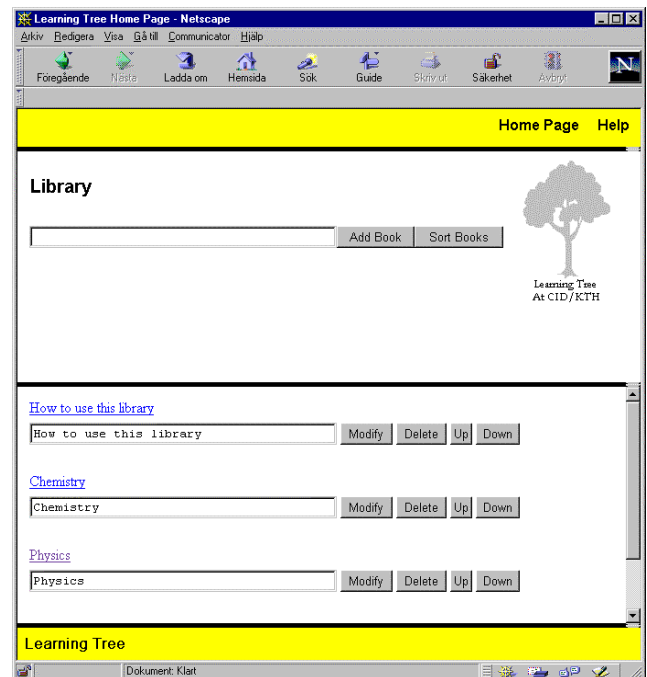 Learning Tree Home Page - Netscape
Arkiv Redigera Visa Gå till Communicator Hjälp
Föregående Nästa Ladda om Hemsida Sök Guide Skriv ut Säkerhet Avbryt
N
Home Page Help
Library
Add Book Sort Books
Learning Tree
At CID/KTH
How to use this library
How to use this library Modify Delete Up Down
Chemistry
Chemistry Modify Delete Up Down
Physics
Physics Modify Delete Up Down
Learning Tree
Dokument: Klart